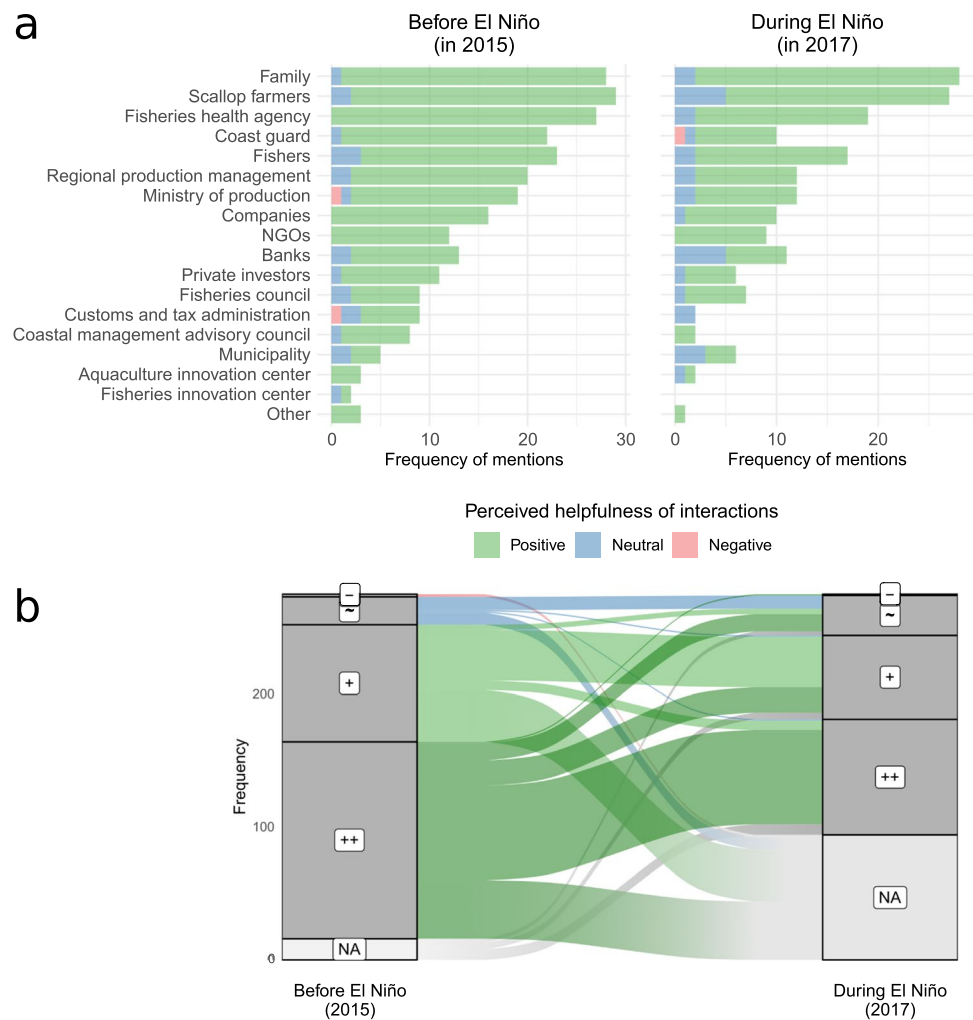 a
Before El Niño
(in 2015)
During El Niño
(in 2017)
Family
Scallop farmers
Fisheries health agency
Coast guard
Fishers
Regional production management
Ministry of production
Companies
NGOs
Banks
Private investors
Fisheries council
Customs and tax administration
Coastal management advisory council
Municipality
Aquaculture innovation center
Fisheries innovation center
Other
0 10 20 30
0 10 20
Frequency of mentions
Frequency of mentions
Perceived helpfulness of interactions
Positive Neutral Negative
b
Frequency
200
100
0
−
~
+
++
NA
−
~
+
++
NA
Before El Niño
(2015)
During El Niño
(2017)